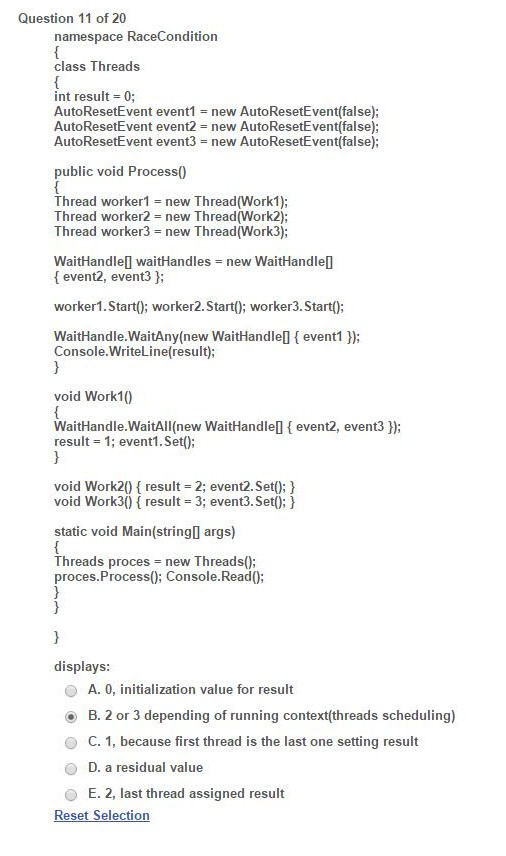 Question 11 of 20
namespace RaceCondition
{
class Threads
{
int result = 0;
AutoResetEvent event1 = new AutoResetEvent(false);
AutoResetEvent event2 = new AutoResetEvent(false);
AutoResetEvent event3 = new AutoResetEvent(false);
public void Process()
{
Thread worker1 = new Thread(Work1);
Thread worker2 = new Thread(Work2);
Thread worker3 = new Thread(Work3);
WaitHandle[] waitHandles = new WaitHandle[]
{ event2, event3 };
worker1.Start(); worker2.Start(); worker3.Start();
WaitHandle.WaitAny(new WaitHandle[] { event1 });
Console.WriteLine(result);
}
void Work1()
{
WaitHandle.WaitAll(new WaitHandle[] { event2, event3 });
result = 1; event1.Set();
}
void Work2() { result = 2; event2.Set(); }
void Work3() { result = 3; event3.Set(); }
static void Main(string[] args)
{
Threads proces = new Threads();
proces.Process(); Console.Read();
}
}
}
displays:
A. 0, initialization value for result
B. 2 or 3 depending of running context(threads scheduling)
C. 1, because first thread is the last one setting result
D. a residual value
E. 2, last thread assigned result
Reset Selection